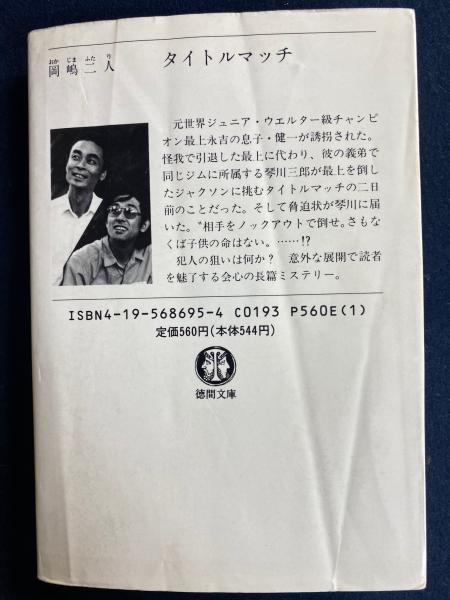 おか じま ふた り
岡嶋二人 タイトルマッチ
元世界ジュニア・ウエルター級チャンピ
オン最上永吉の息子・健一が誘拐された。
怪我で引退した最上に代わり、彼の義弟で
同じジムに所属する琴川三郎が最上を倒し
たジャクソンに挑むタイトルマッチの二日
前のことだった。そして脅迫状が琴川に届
いた。“相手をノックアウトで倒せ。さもな
くば子供の命はない。……!?
犯人の狙いは何か? 意外な展開で読者
を魅了する会心の長篇ミステリー。
ISBN4-19-568695-4 C0193 P560E(1)
定価560円(本体544円)
徳間文庫